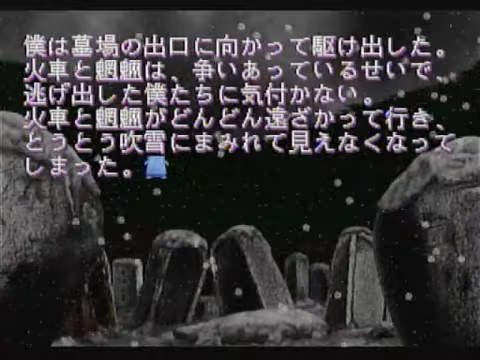 僕は墓場の出口に向かって駆け出した。
火車と魍魎は、争いあっているせいで、
逃げ出した僕たちに気付かない。
火車と魍魎がどんどん遠ざかって行き、
とうとう吹雪にまみれて見えなくなって
しまった。